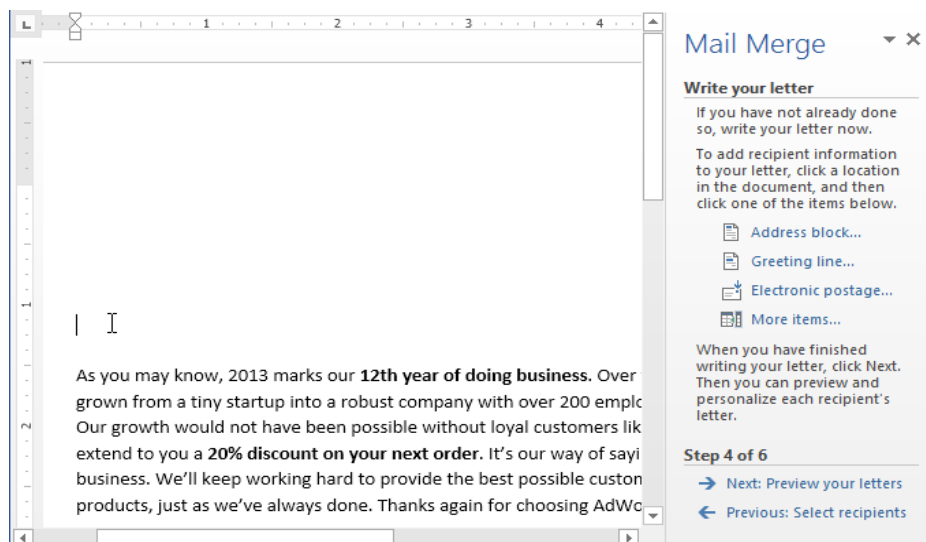 1 2 3 4
Mail Merge
Write your letter
If you have not already done
so, write your letter now.
To add recipient information
to your letter, click a location
in the document, and then
click one of the items below.
Address block...
Greeting line...
Electronic postage...
More items...
When you have finished
writing your letter, click Next.
Then you can preview and
personalize each recipient's
letter.
Step 4 of 6
Next: Preview your letters
Previous: Select recipients
1
1
2
As you may know, 2013 marks our 12th year of doing business. Over
grown from a tiny startup into a robust company with over 200 emplo
Our growth would not have been possible without loyal customers lik
extend to you a 20% discount on your next order. It's our way of sayi
business. We'll keep working hard to provide the best possible custon
products, just as we've always done. Thanks again for choosing AdWo